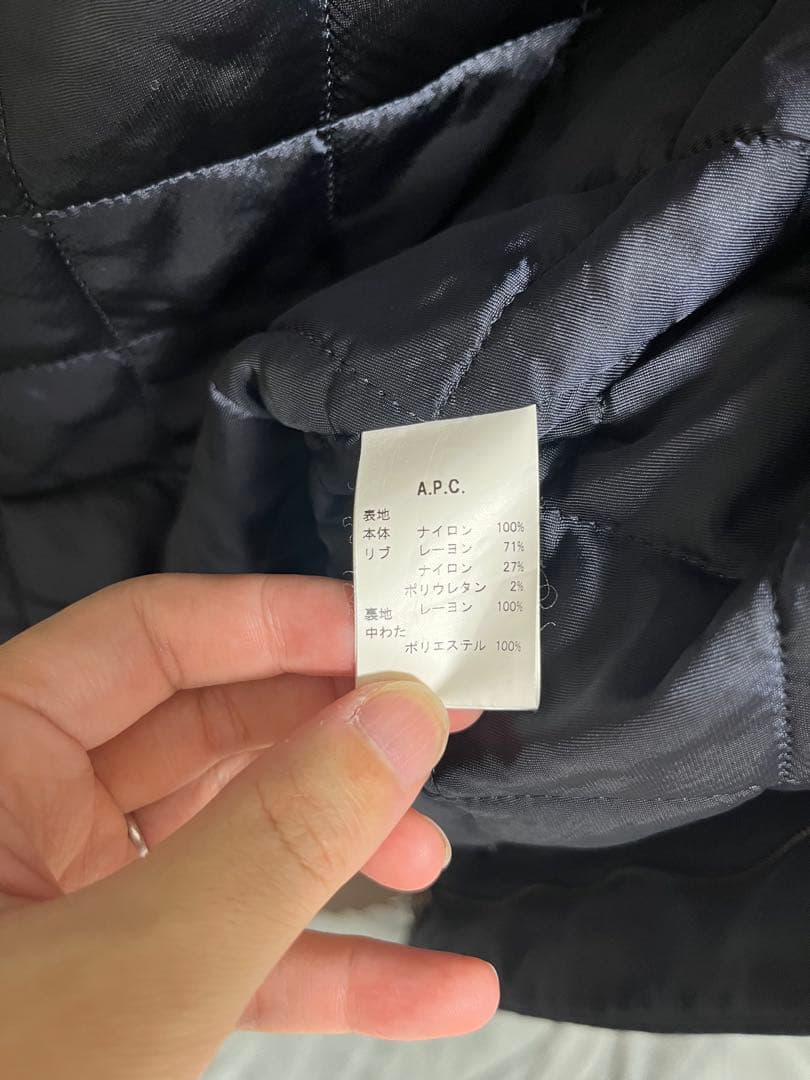 A.P.C.
表地
本体 ナイロン 100%
リブ レーヨン 71%
ナイロン 27%
ポリウレタン 2%
裏地 レーヨン 100%
中わた
ポリエステル 100%